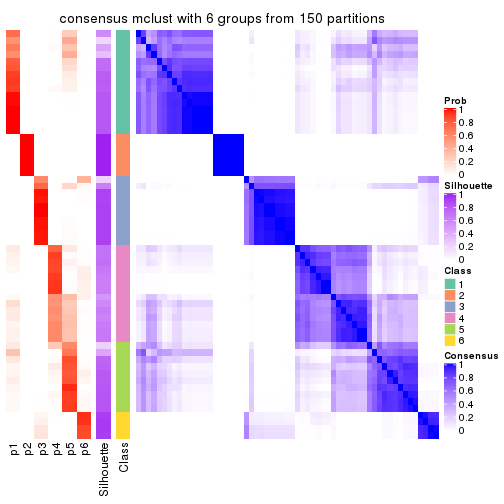 consensus mclust with 6 groups from 150 partitions
Prob
1
0.8
0.6
0.4
0.2
0
Silhouette
1
0.8
0.6
0.4
0.2
0
Class
1
2
3
4
5
6
Consensus
1
0.8
0.6
0.4
0.2
0
p1
p2
p3
p4
p5
p6
Silhouette
Class